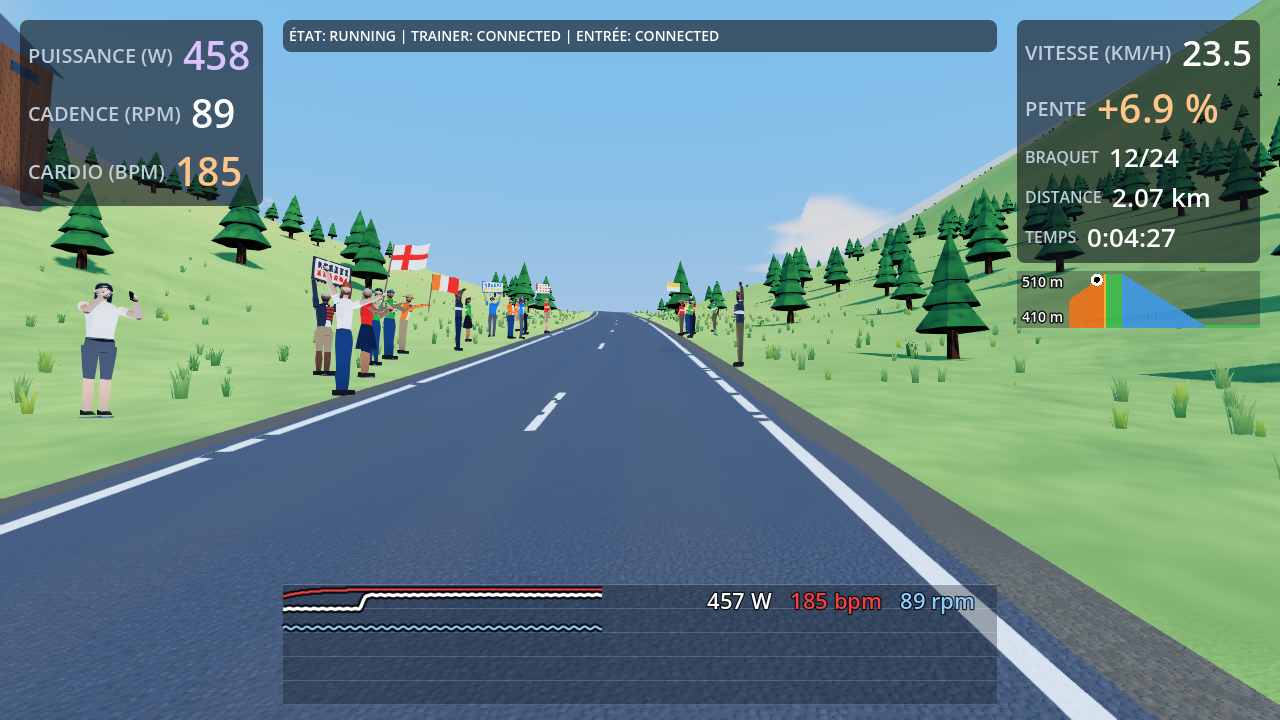 PUISSANCE (W) 458
CADENCE (RPM) 89
CARDIO (BPM) 185
ÉTAT: RUNNING | TRAINER: CONNECTED | ENTRÉE: CONNECTED
VITESSE (KM/H) 23.5
PENTE +6.9 %
BRAQUET 12/24
DISTANCE 2.07 km
TEMPS 0:04:27
510 m
410 m
457 W 185 bpm 89 rpm